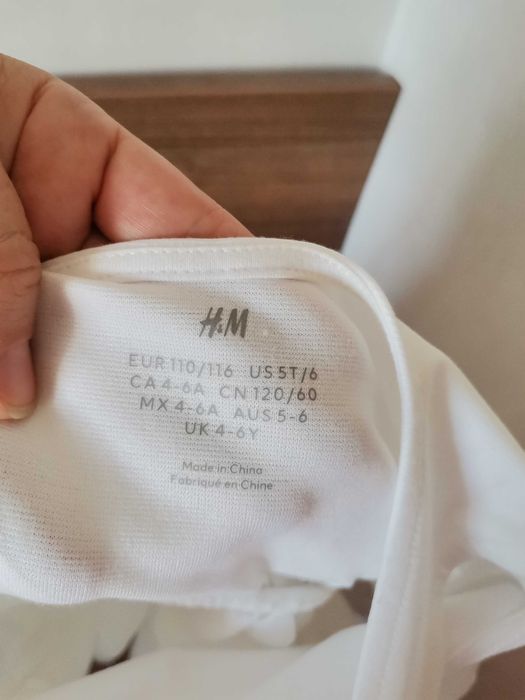 H&M
EUR 110/116 US 5T/6
CA 4-6A CN 120/60
MX 4-6A AUS 5-6
UK 4-6Y
Made in China
Fabriqué en Chine